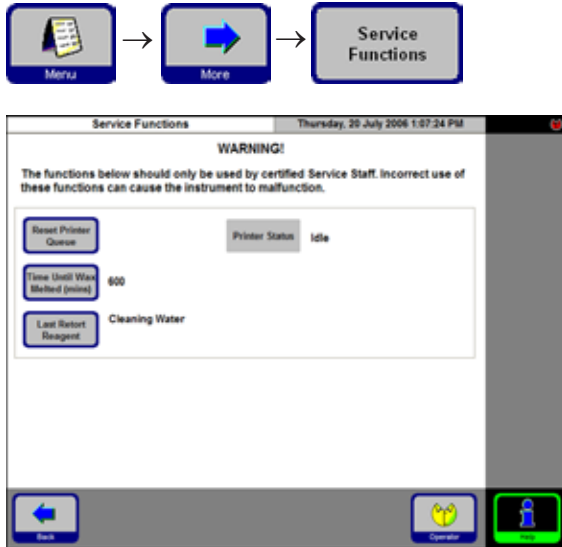 Menu
→
More
→
Service
Functions
Service Functions
Thursday, 20 July 2006 1:07:24 PM
WARNING!
The functions below should only be used by certified Service Staff. Incorrect use of
these functions can cause the instrument to malfunction.
Reset Printer
Queue
Printer Status
Idle
Time Until Wax
Melted (mins)
600
Last Retort
Reagent
Cleaning Water
Back
Operator
Help